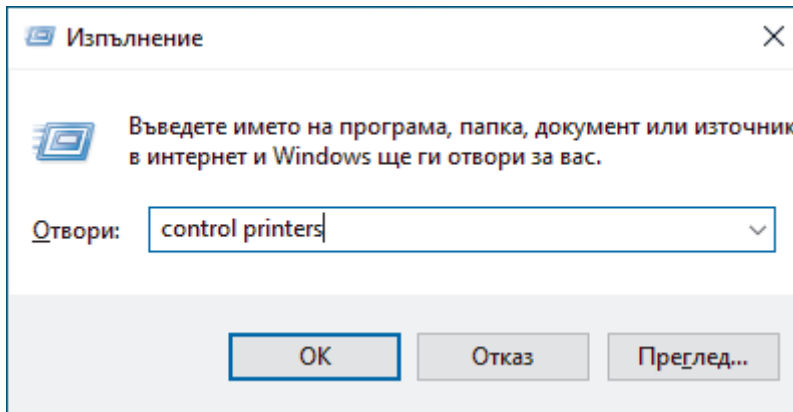 Изпълнение
Въведете името на програма, папка, документ или източник
в интернет и Windows ще ги отвори за вас.
Отвори: control printers
OK Отказ Преглед...